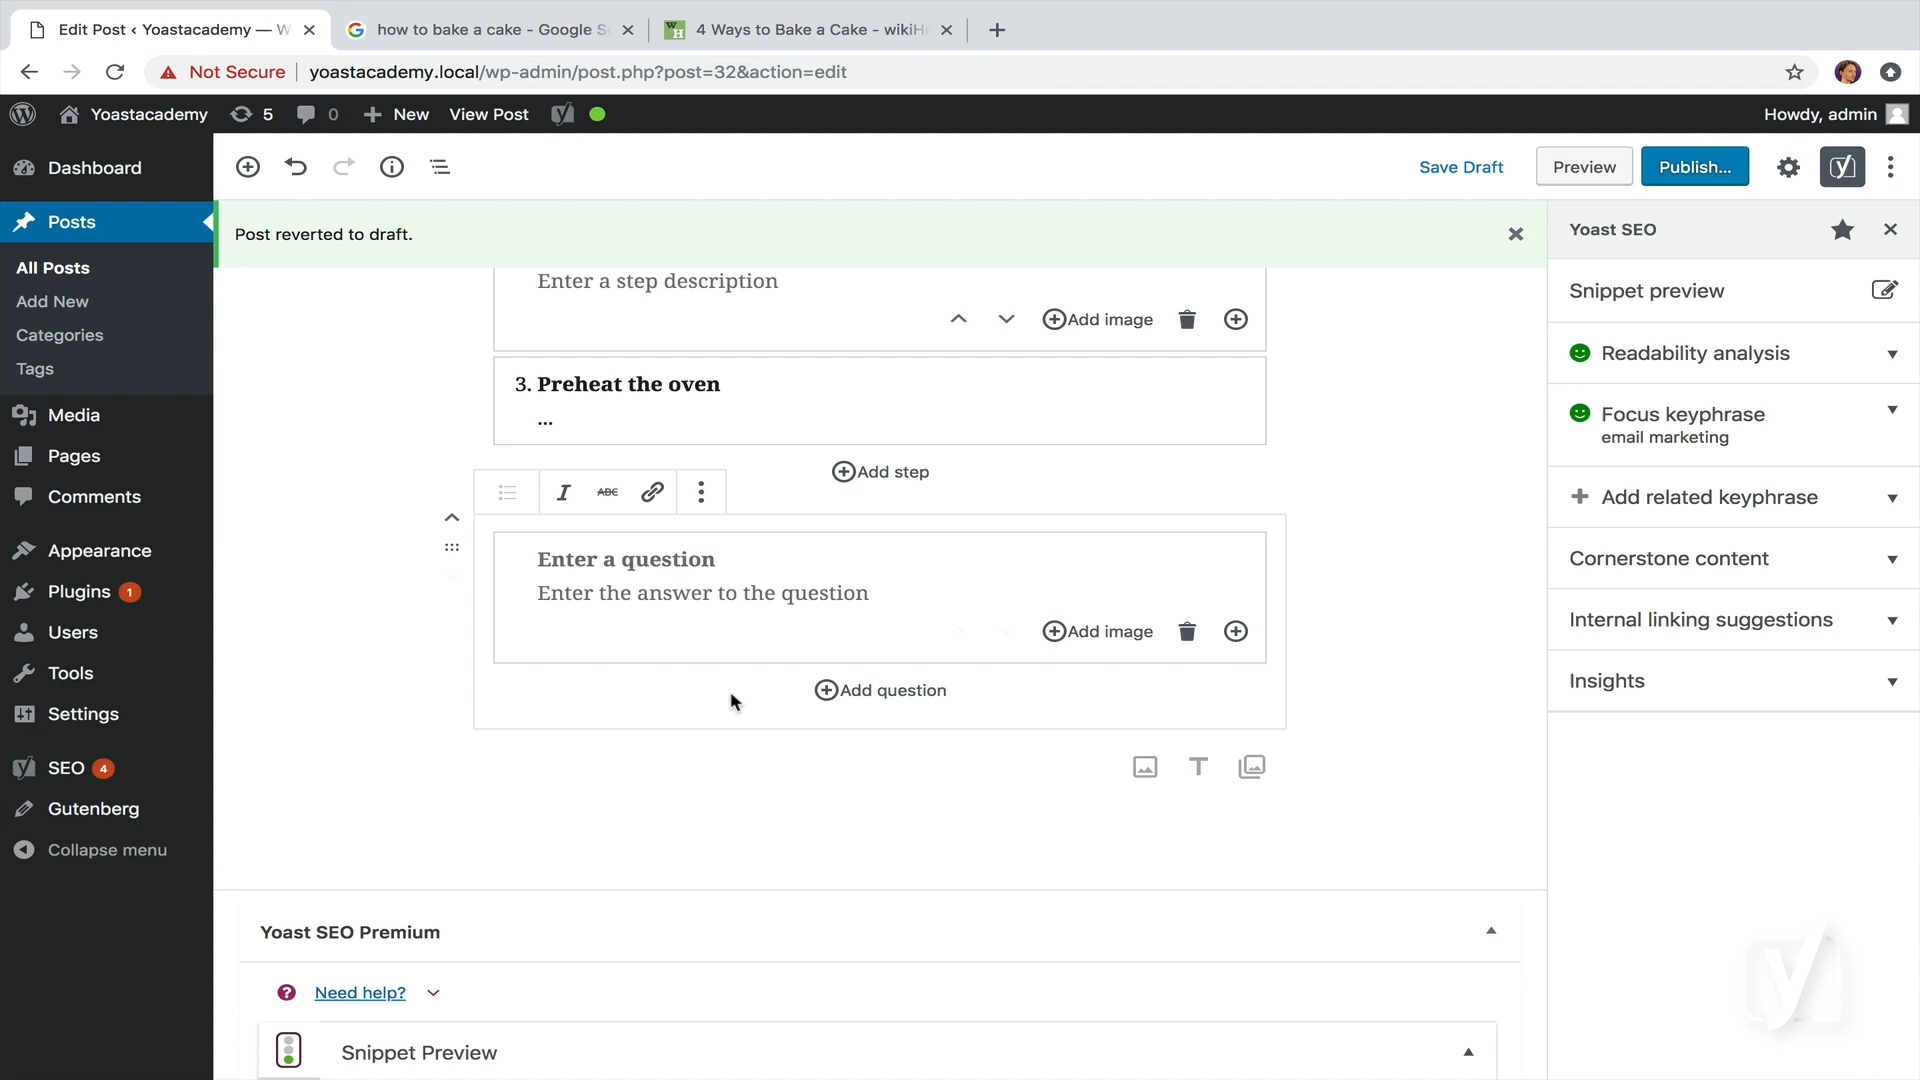 Edit Post ‹ Yoastacademy — W
how to bake a cake - Google Se
4 Ways to Bake a Cake - wikiHo
Not Secure
yoastacademy.local/wp-admin/post.php?post=32&action=edit
Yoastacademy
5
0
New
View Post
Howdy, admin
Dashboard
Posts
All Posts
Add New
Categories
Tags
Media
Pages
Comments
Appearance
Plugins 1
Users
Tools
Settings
SEO 4
Gutenberg
Collapse menu
Save Draft
Preview
Publish...
Post reverted to draft.
Enter a step description
Add image
3. Preheat the oven
...
Add step
ABC
Enter a question
Enter the answer to the question
Add image
Add question
Yoast SEO Premium
Need help?
Snippet Preview
Yoast SEO
Snippet preview
Readability analysis
Focus keyphrase
email marketing
Add related keyphrase
Cornerstone content
Internal linking suggestions
Insights